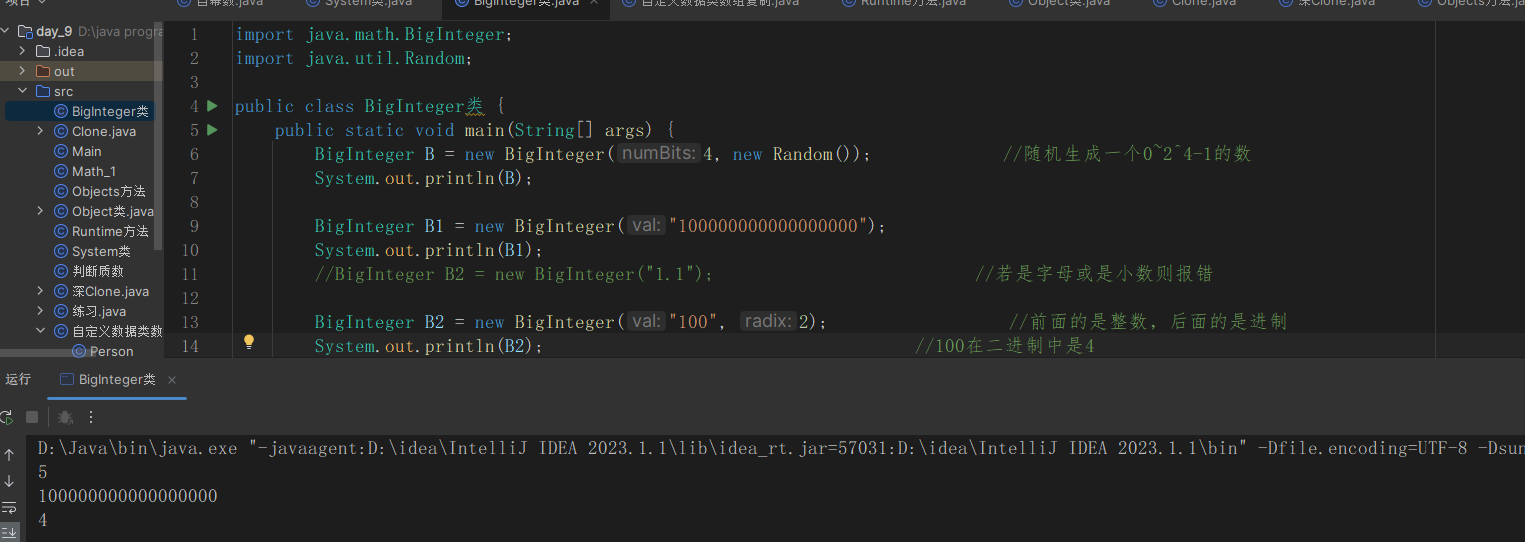 BigInteger类.java
自定义数据类数组复制.java
Runtime方法.java
Object类.java
Clone.java
深Clone.java
Objects方法.ja
day_9 D:\java progra
.idea
out
src
BigInteger类
Clone.java
Main
Math_1
Objects方法
Object类.java
Runtime方法
System类
判断质数
深Clone.java
练习.java
自定义数据类数
Person
1 import java.math.BigInteger;
2 import java.util.Random;
3
4 public class BigInteger类 {
5 public static void main(String[] args) {
6 BigInteger B = new BigInteger( numBits: 4, new Random()); //随机生成一个0~2^4-1的数
7 System.out.println(B);
8
9 BigInteger B1 = new BigInteger( val: "100000000000000000");
10 System.out.println(B1);
11 //BigInteger B2 = new BigInteger("1.1"); //若是字母或是小数则报错
12
13 BigInteger B2 = new BigInteger( val: "100", radix: 2); //前面的是整数，后面的是进制
14 System.out.println(B2); //100在二进制中是4
运行 BigInteger类
D:\Java\bin\java.exe "-javaagent:D:\idea\IntelliJ IDEA 2023.1.1\lib\idea_rt.jar=57031:D:\idea\IntelliJ IDEA 2023.1.1\bin" -Dfile.encoding=UTF-8 -Dsun
5
100000000000000000
4